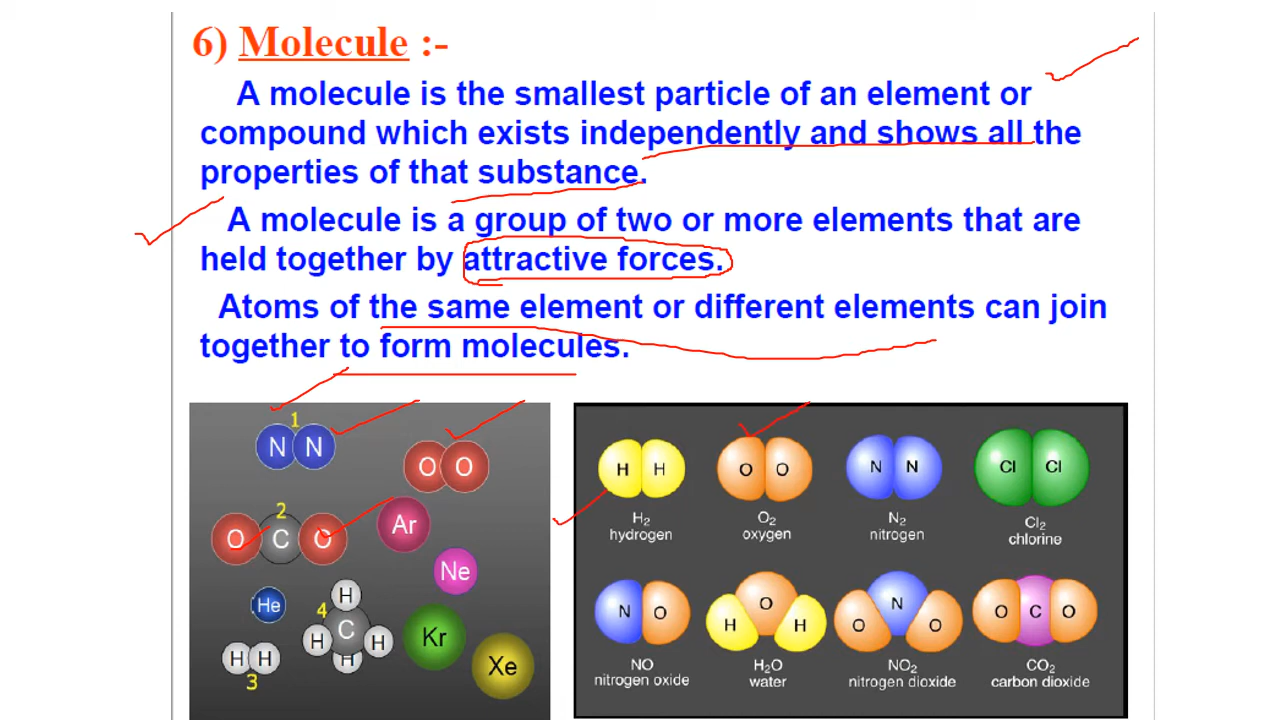 6) Molecule :-
A molecule is the smallest particle of an element or
compound which exists independently and shows all the
properties of that substance.
A molecule is a group of two or more elements that are
held together by attractive forces.
Atoms of the same element or different elements can join
together to form molecules.
1
N N
O O
2
O C O
Ar
Ne
He
4
H
H C H
H
Kr
Xe
H H
3
H H
H2
hydrogen
O O
O2
oxygen
N N
N2
nitrogen
Cl Cl
Cl2
chlorine
N O
NO
nitrogen oxide
H O H
H2O
water
O N O
NO2
nitrogen dioxide
O C O
CO2
carbon dioxide